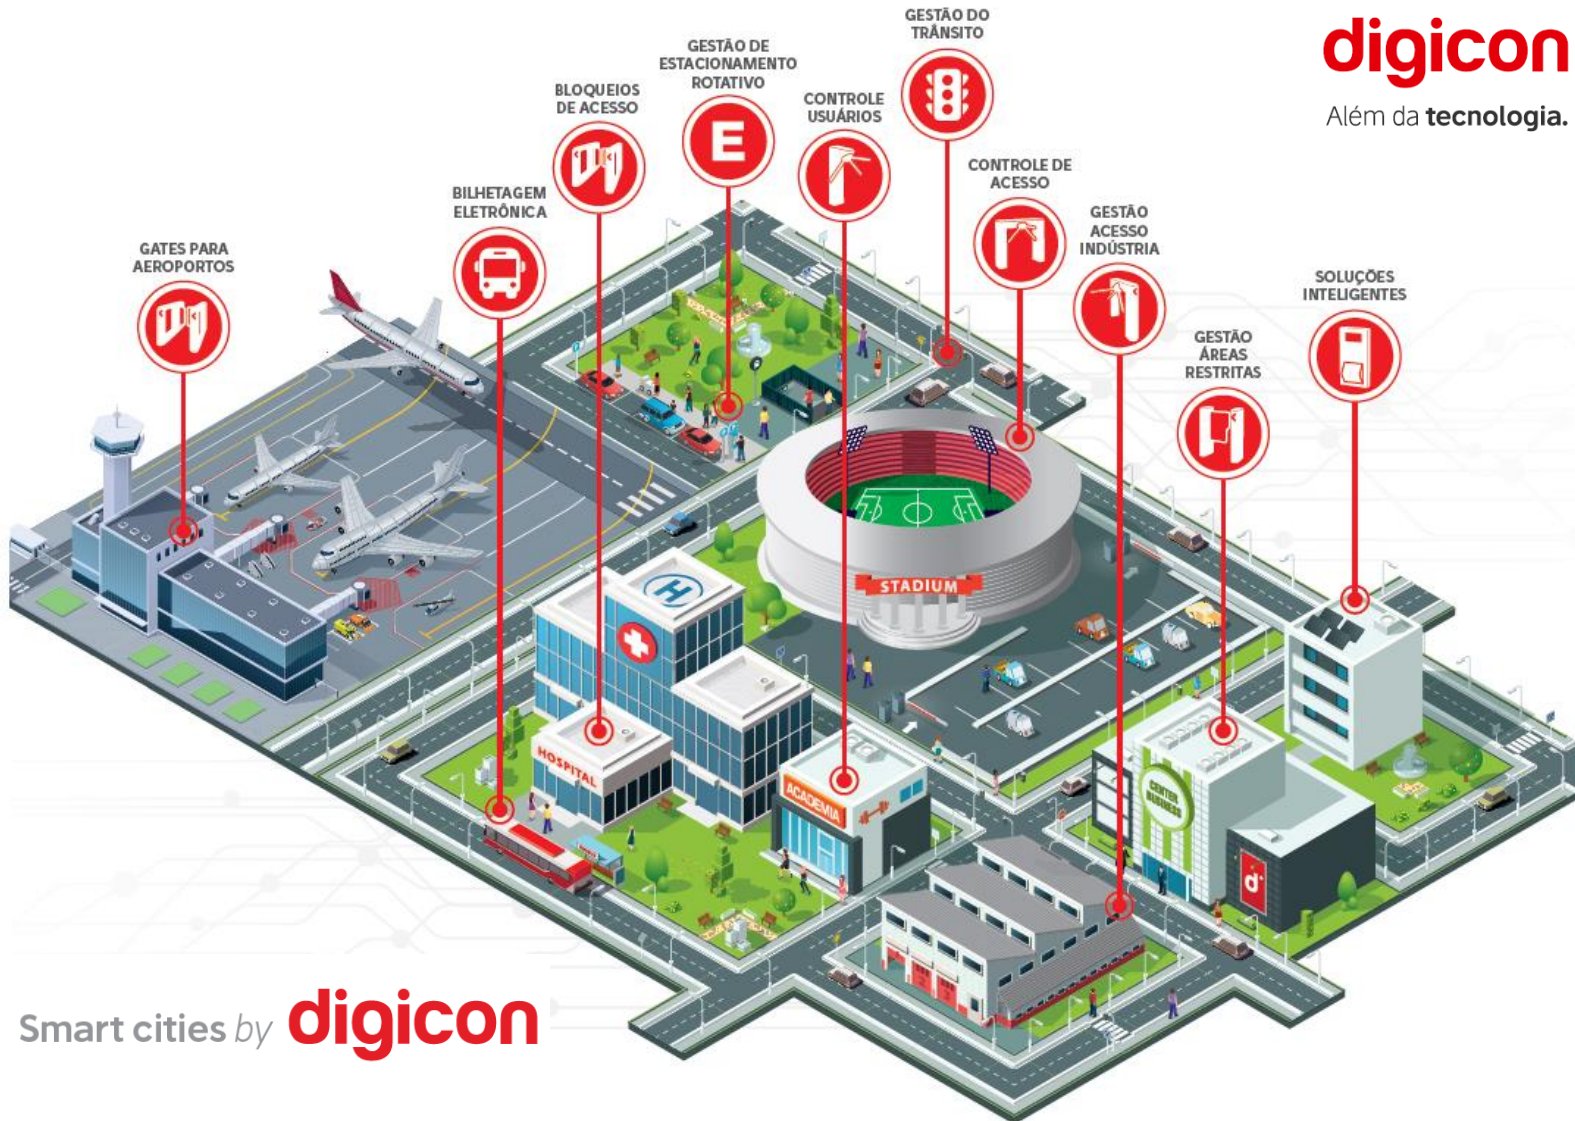 digicon
Além da tecnologia.
GESTÃO DO
TRÂNSITO
GESTÃO DE
ESTACIONAMENTO
ROTATIVO
BLOQUEIOS
DE ACESSO
CONTROLE
USUÁRIOS
CONTROLE DE
ACESSO
BILHETAGEM
ELETRÔNICA
GESTÃO
ACESSO
INDÚSTRIA
GATES PARA
AEROPORTOS
SOLUÇÕES
INTELIGENTES
GESTÃO
ÁREAS
RESTRITAS
E
STADIUM
H
HOSPITAL
ACADEMIA
CENTER
BUSINESS
d
Smart cities by digicon